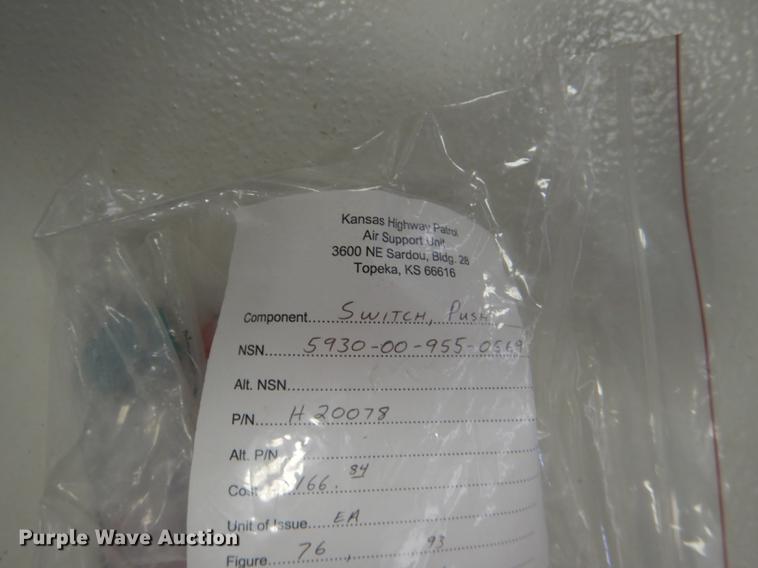 Kansas Highway Patrol
Air Support Unit
3600 NE Sardou, Bldg. 28
Topeka, KS 66616
Component.....SWITCH, PUSH
NSN.....5930-00-955-0569
Alt. NSN.....
P/N.....H20078
Alt. P/N.....
Cost.....166.84
Unit of Issue.....EA
Figure.....76, 93
Purple Wave Auction